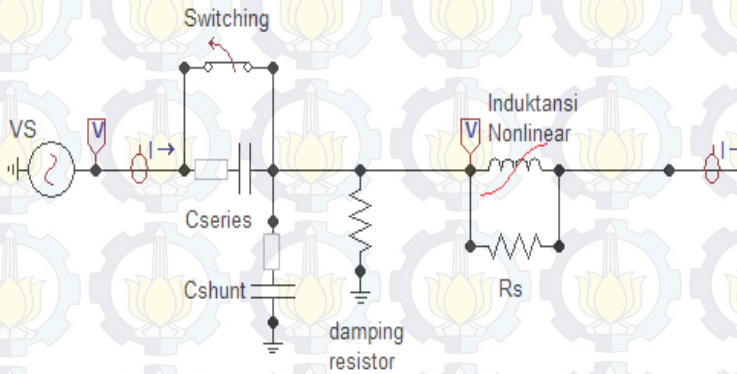 Switching
VS
V
I→
Cseries
Cshunt
damping
resistor
V
Induktansi
Nonlinear
Rs
I